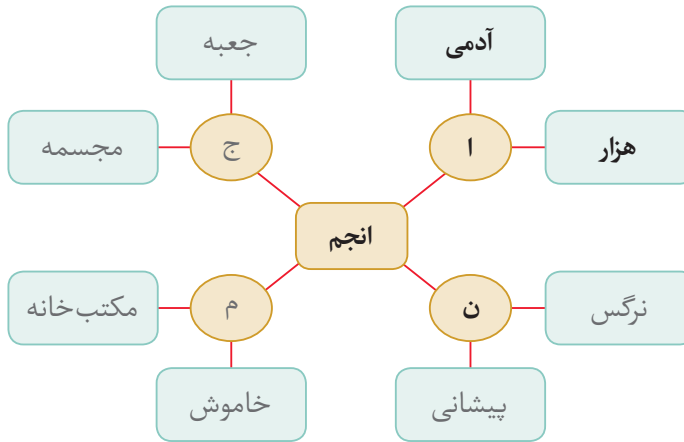 آدمی
جعبه
هزار
ا
ج
مجسمه
انجم
نرگس
ن
م
مکتب‌خانه
پیشانی
خاموش